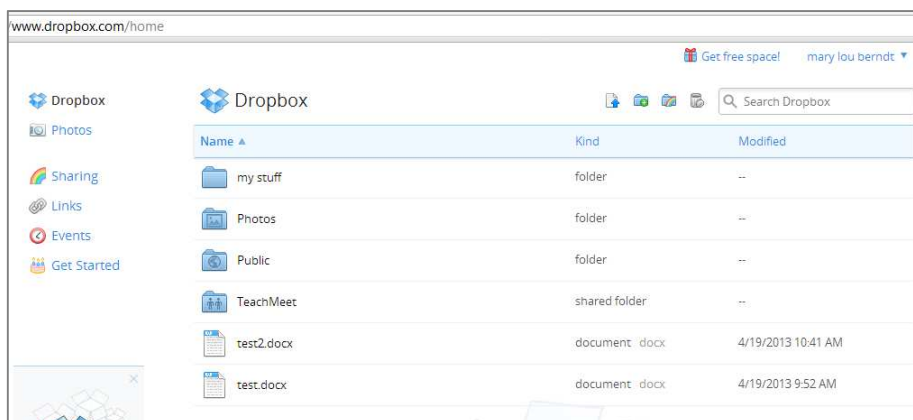 /www.dropbox.com/home
Get free space! mary lou berndt
Dropbox
Photos
Sharing
Links
Events
Get Started
Dropbox
Search Dropbox
Name Kind Modified
my stuff folder --
Photos folder --
Public folder --
TeachMeet shared folder --
test2.docx document docx 4/19/2013 10:41 AM
test.docx document docx 4/19/2013 9:52 AM